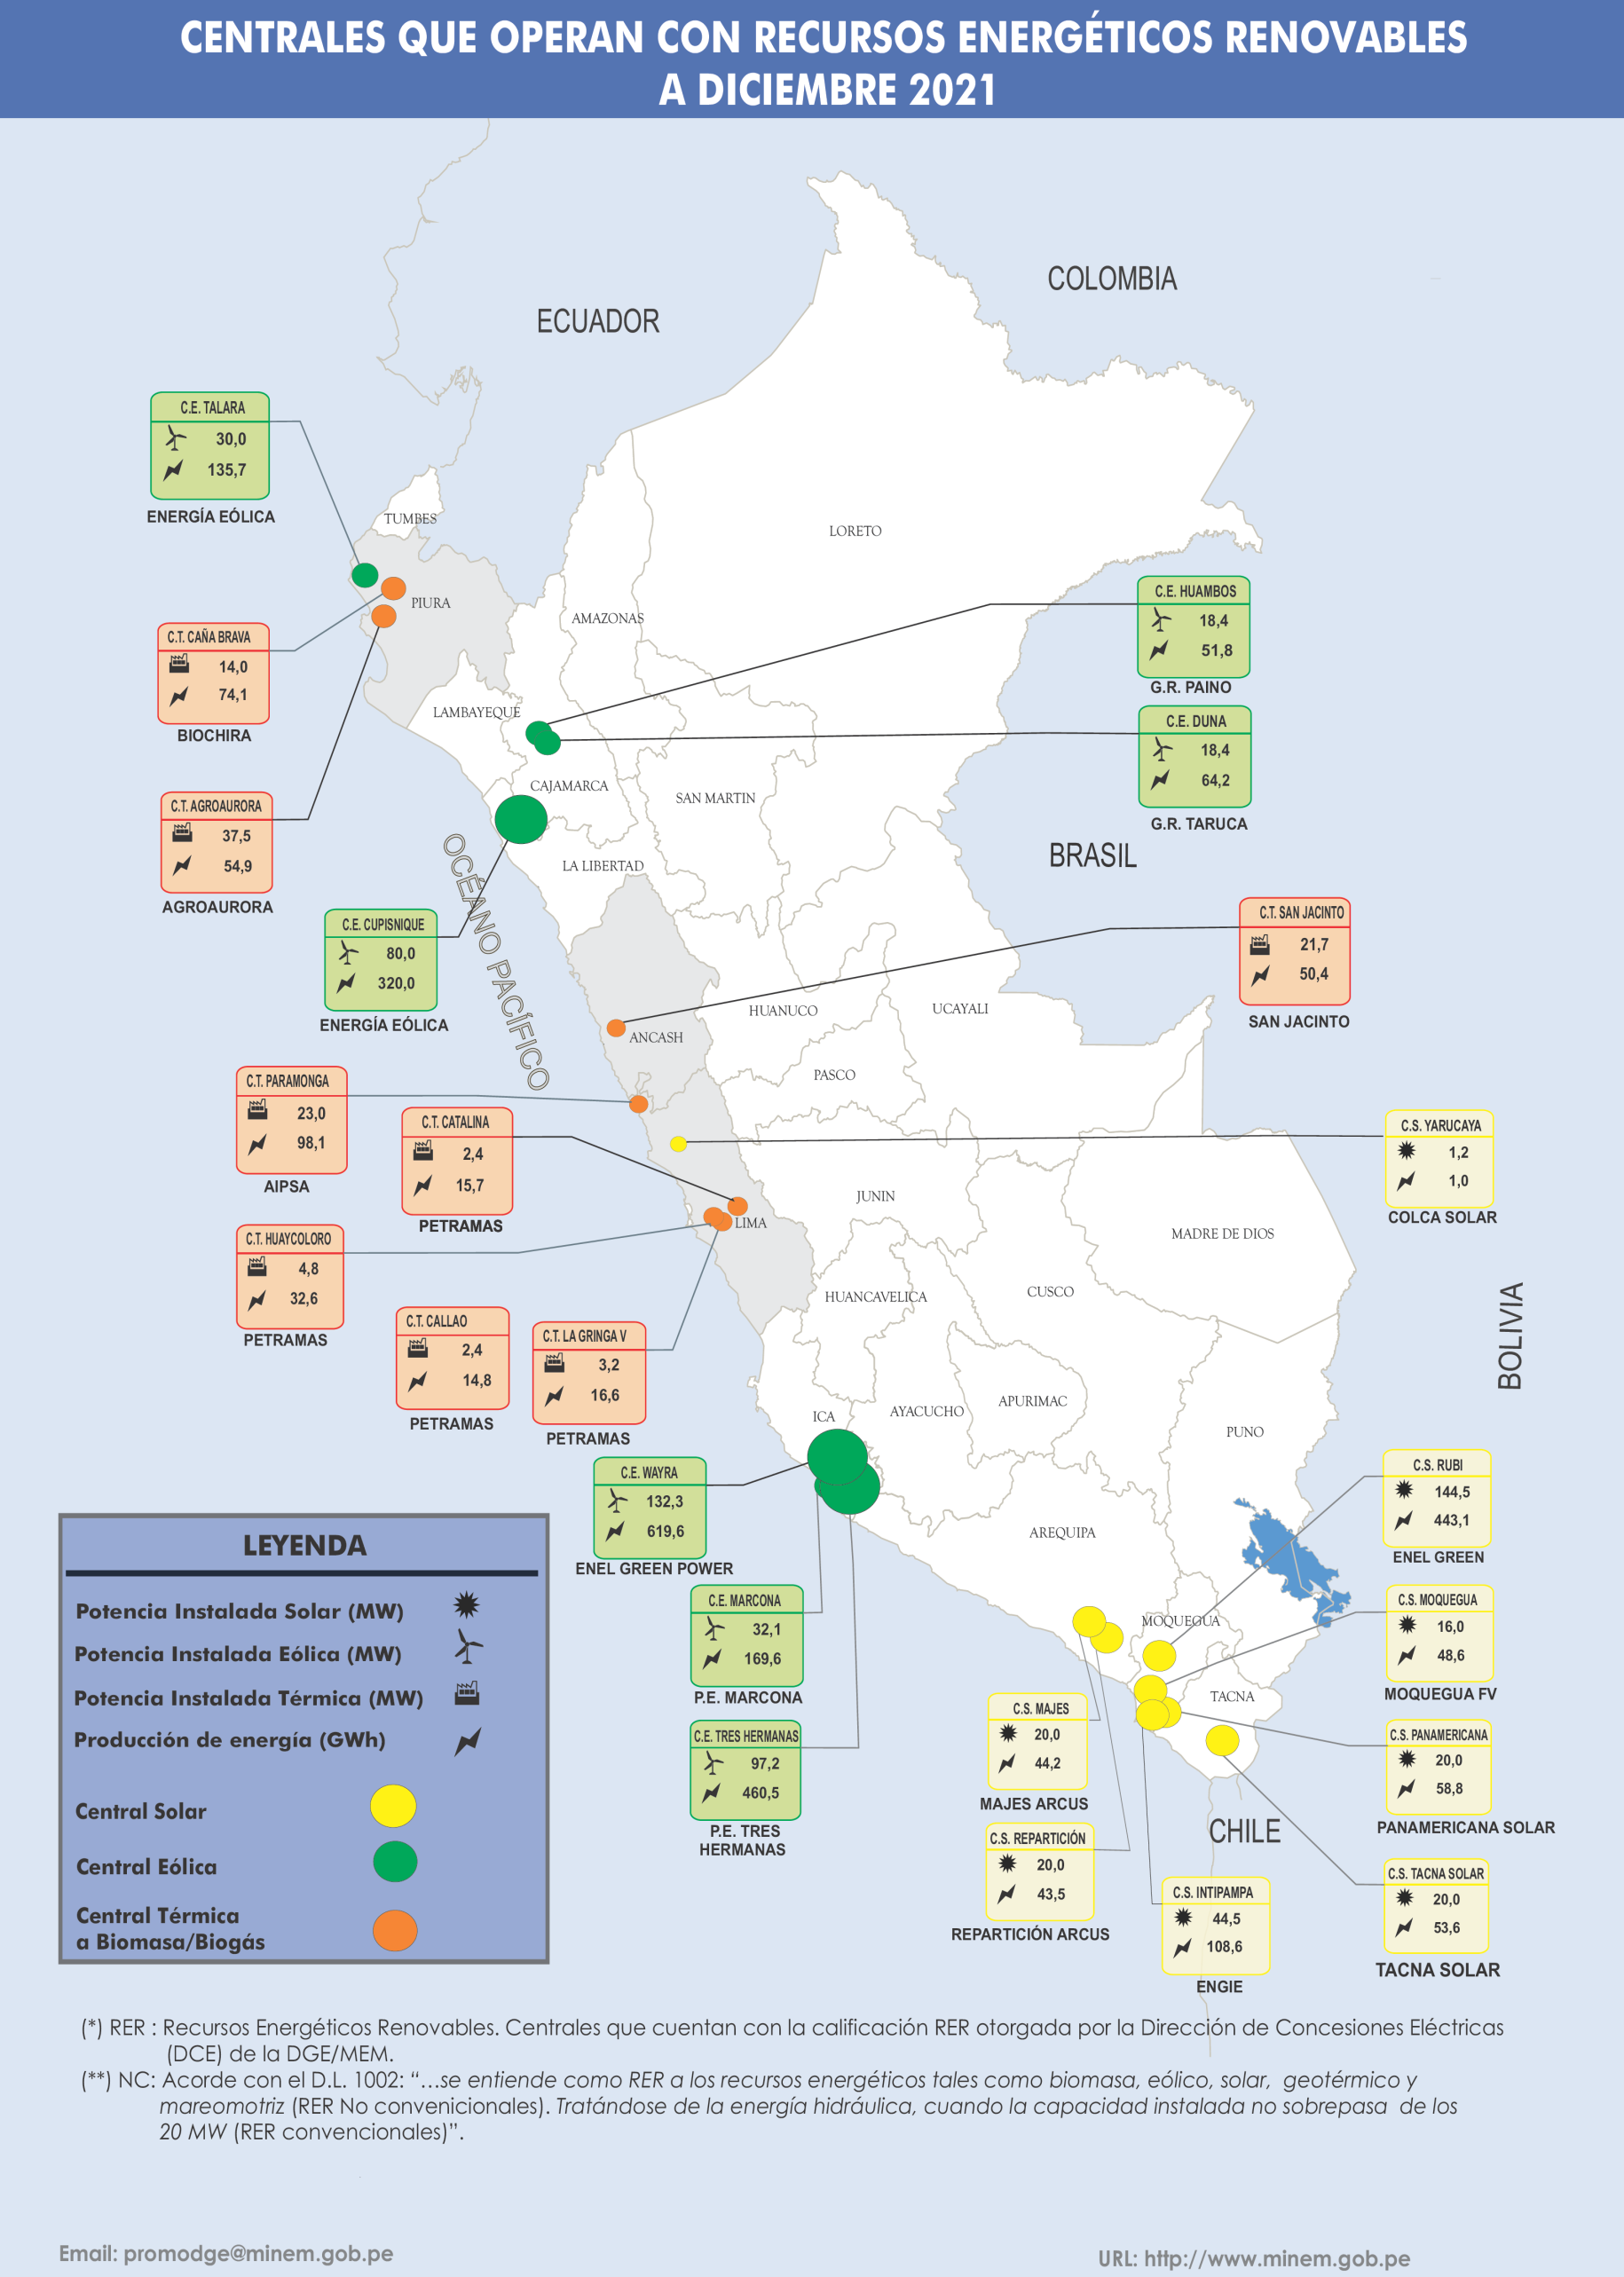 CENTRALES QUE OPERAN CON RECURSOS ENERGÉTICOS RENOVABLES
A DICIEMBRE 2021
COLOMBIA
ECUADOR
C.E. TALARA
30,0
135,7
ENERGÍA EÓLICA
TUMBES
LORETO
PIURA
AMAZONAS
C.E. HUAMBOS
18,4
51,8
G.R. PAINO
C.T. CAÑA BRAVA
14,0
74,1
BIOCHIRA
LAMBAYEQUE
C.E. DUNA
18,4
64,2
G.R. TARUCA
CAJAMARCA
SAN MARTIN
C.T. AGROAURORA
37,5
54,9
AGROAURORA
BRASIL
LA LIBERTAD
OCÉANO PACÍFICO
C.E. CUPISNIQUE
80,0
320,0
ENERGÍA EÓLICA
C.T. SAN JACINTO
21,7
50,4
SAN JACINTO
HUANUCO
UCAYALI
ANCASH
PASCO
C.T. PARAMONGA
23,0
98,1
AIPSA
C.T. CATALINA
2,4
15,7
PETRAMAS
C.S. YARUCAYA
1,2
1,0
COLCA SOLAR
JUNIN
LIMA
MADRE DE DIOS
C.T. HUAYCOLORO
4,8
32,6
PETRAMAS
HUANCAVELICA
CUSCO
BOLIVIA
C.T. CALLAO
2,4
14,8
PETRAMAS
C.T. LA GRINGA V
3,2
16,6
PETRAMAS
ICA
AYACUCHO
APURIMAC
PUNO
C.E. WAYRA
132,3
619,6
ENEL GREEN POWER
C.S. RUBI
144,5
443,1
ENEL GREEN
AREQUIPA
C.E. MARCONA
32,1
169,6
P.E. MARCONA
MOQUEGUA
C.S. MOQUEGUA
16,0
48,6
MOQUEGUA FV
TACNA
C.E. TRES HERMANAS
97,2
460,5
P.E. TRES
HERMANAS
C.S. MAJES
20,0
44,2
MAJES ARCUS
C.S. PANAMERICANA
20,0
58,8
PANAMERICANA SOLAR
CHILE
C.S. REPARTICIÓN
20,0
43,5
REPARTICIÓN ARCUS
C.S. INTIPAMPA
44,5
108,6
ENGIE
C.S. TACNA SOLAR
20,0
53,6
TACNA SOLAR
LEYENDA
Potencia Instalada Solar (MW)
Potencia Instalada Eólica (MW)
Potencia Instalada Térmica (MW)
Producción de energía (GWh)
Central Solar
Central Eólica
Central Térmica
a Biomasa/Biogás
(*) RER : Recursos Energéticos Renovables. Centrales que cuentan con la calificación RER otorgada por la Dirección de Concesiones Eléctricas
(DCE) de la DGE/MEM.
(**) NC: Acorde con el D.L. 1002: “...se entiende como RER a los recursos energéticos tales como biomasa, eólico, solar, geotérmico y
mareomotriz (RER No convenicionales). Tratándose de la energía hidráulica, cuando la capacidad instalada no sobrepasa de los
20 MW (RER convencionales)”.
Email: promodge@minem.gob.pe
URL: http://www.minem.gob.pe